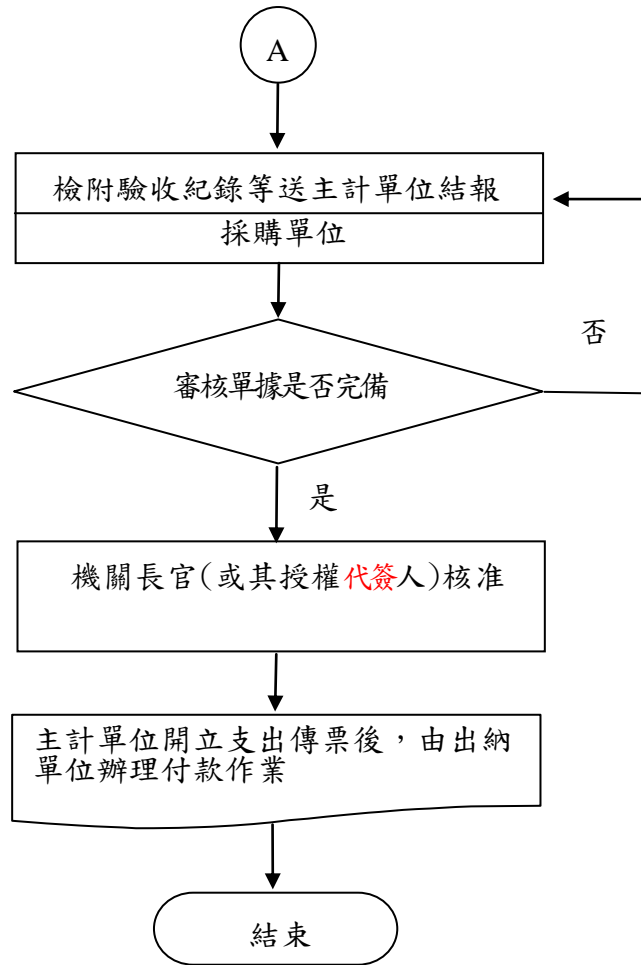 A
檢附驗收紀錄等送主計單位結報
採購單位
否
審核單據是否完備
是
機關長官(或其授權代簽人)核准
主計單位開立支出傳票後，由出納
單位辦理付款作業
結束